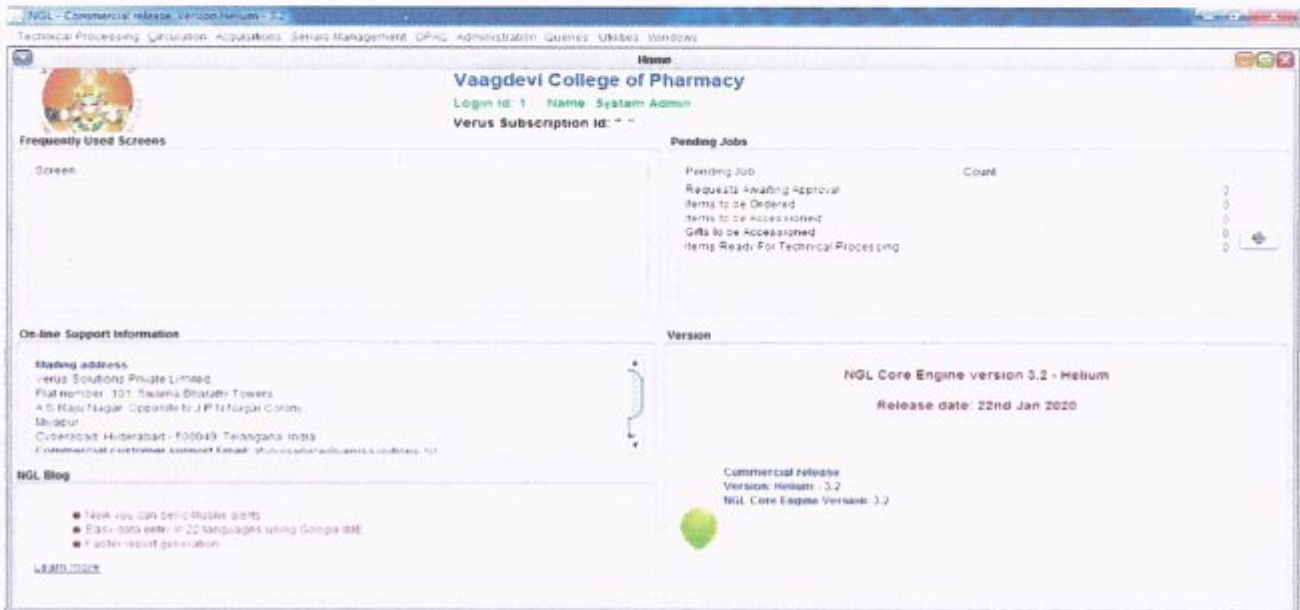 NGL - Commercial release, Version Helium - 3.2
Technical Processing Circulation Acquisitions Serials Management OPAC Administration Queries Utilities Windows
Home
Vaagdevi College of Pharmacy
Login Id: 1 Name: System Admin
Verus Subscription Id: " "
Frequently Used Screens
Screen
Pending Jobs
Pending Job Count
Requests Awaiting Approval 0
Items to be Ordered 0
Items to be Accessioned 0
Gifts to be Accessioned 0
Items Ready For Technical Processing 0
On-line Support Information
Mailing address
Verus Solutions Private Limited
Flat number: 101, Swarna Bharathi Towers
A.S.Raju Nagar, Opposite to J P N Nagar Colony,
Miyapur
Cyberabad, Hyderabad - 500049, Telangana, India
Commercial customer support Email:
NGL Blog
Now you can send Mobile alerts
Easy data entry in 22 languages using Google IME
Faster report generation
Learn more
Version
NGL Core Engine version 3.2 - Helium
Release date: 22nd Jan 2020
Commercial release
Version: Helium - 3.2
NGL Core Engine Version: 3.2